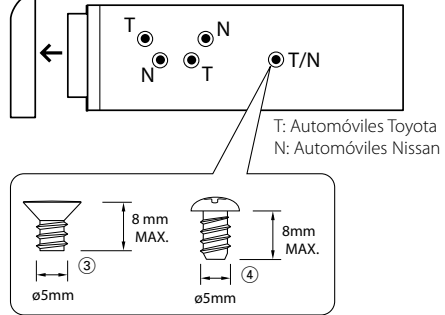 T
N
N
T
T/N
T: Automóviles Toyota
N: Automóviles Nissan
8 mm
MAX.
③
ø5mm
8mm
MAX.
④
ø5mm